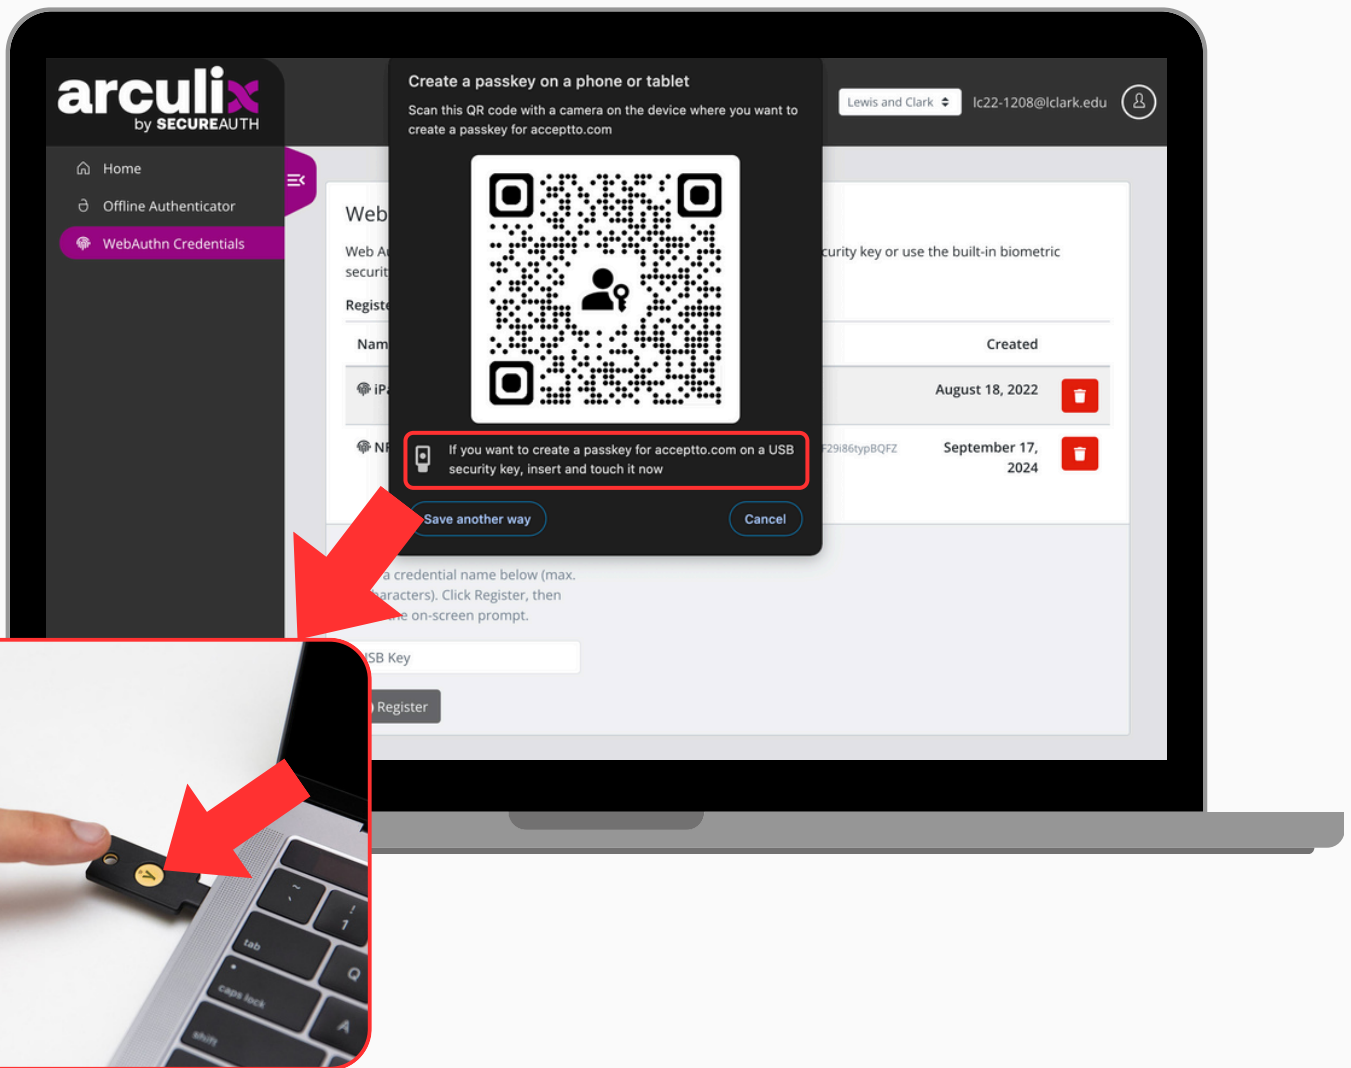 arculix
by SECUREAUTH
Home
Offline Authenticator
WebAuthn Credentials
Create a passkey on a phone or tablet
Scan this QR code with a camera on the device where you want to
create a passkey for acceptto.com
If you want to create a passkey for acceptto.com on a USB
security key, insert and touch it now
Save another way
Cancel
Lewis and Clark
lc22-1208@lclark.edu
Web
Web Au
curity key or use the built-in biometric
securit
Registe
Nam
Created
iPa
August 18, 2022
NF
F29i86typBQFZ
September 17,
2024
a credential name below (max.
haracters). Click Register, then
e on-screen prompt.
SB Key
Register
y
~
`
!
1
tab
Q
caps lock
A
shift